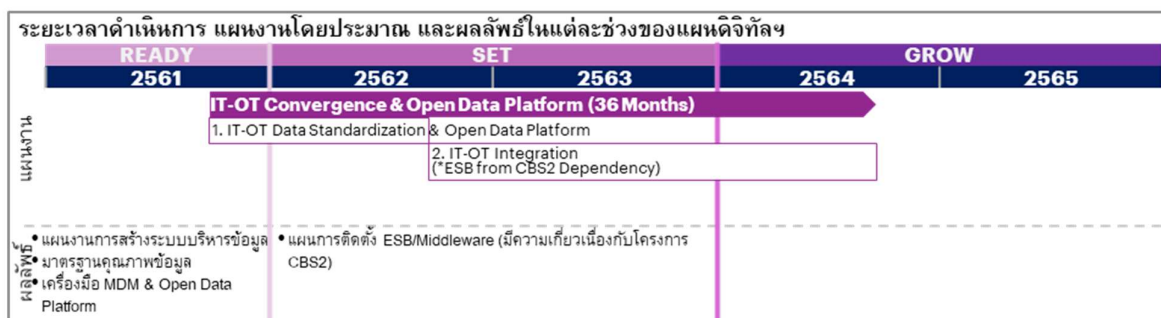 ระยะเวลาดำเนินการ แผนงานโดยประมาณ และผลลัพธ์ในแต่ละช่วงของแผนดิจิทัลฯ
READY SET GROW
2561 2562 2563 2564 2565
แผนงาน
IT-OT Convergence & Open Data Platform (36 Months)
1. IT-OT Data Standardization & Open Data Platform
2. IT-OT Integration
(*ESB from CBS2 Dependency)
ผลลัพธ์
• แผนงานการสร้างระบบบริหารข้อมูล
• มาตรฐานคุณภาพข้อมูล
• เครื่องมือ MDM & Open Data
Platform
• แผนการติดตั้ง ESB/Middleware (มีความเกี่ยวเนื่องกับโครงการ
CBS2)